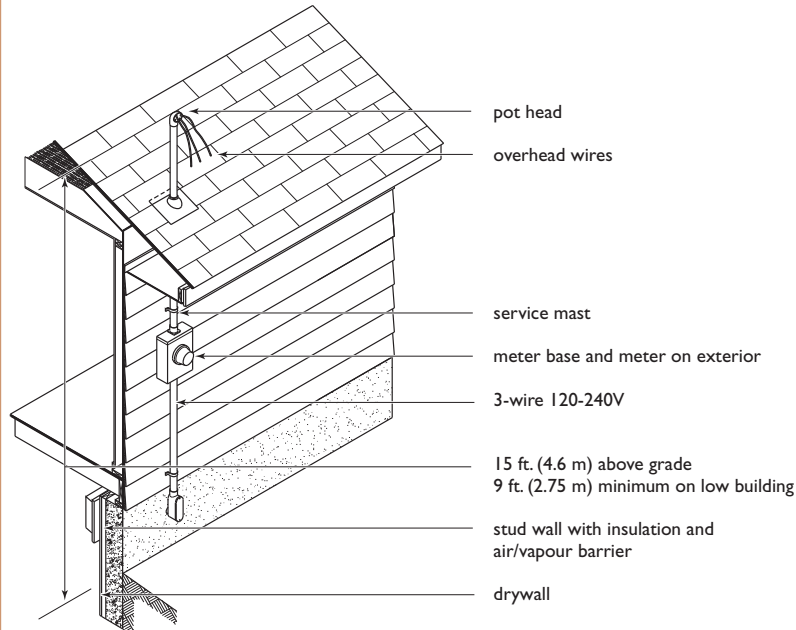 pot head
overhead wires
service mast
meter base and meter on exterior
3-wire 120-240V
15 ft. (4.6 m) above grade
9 ft. (2.75 m) minimum on low building
stud wall with insulation and
air/vapour barrier
drywall